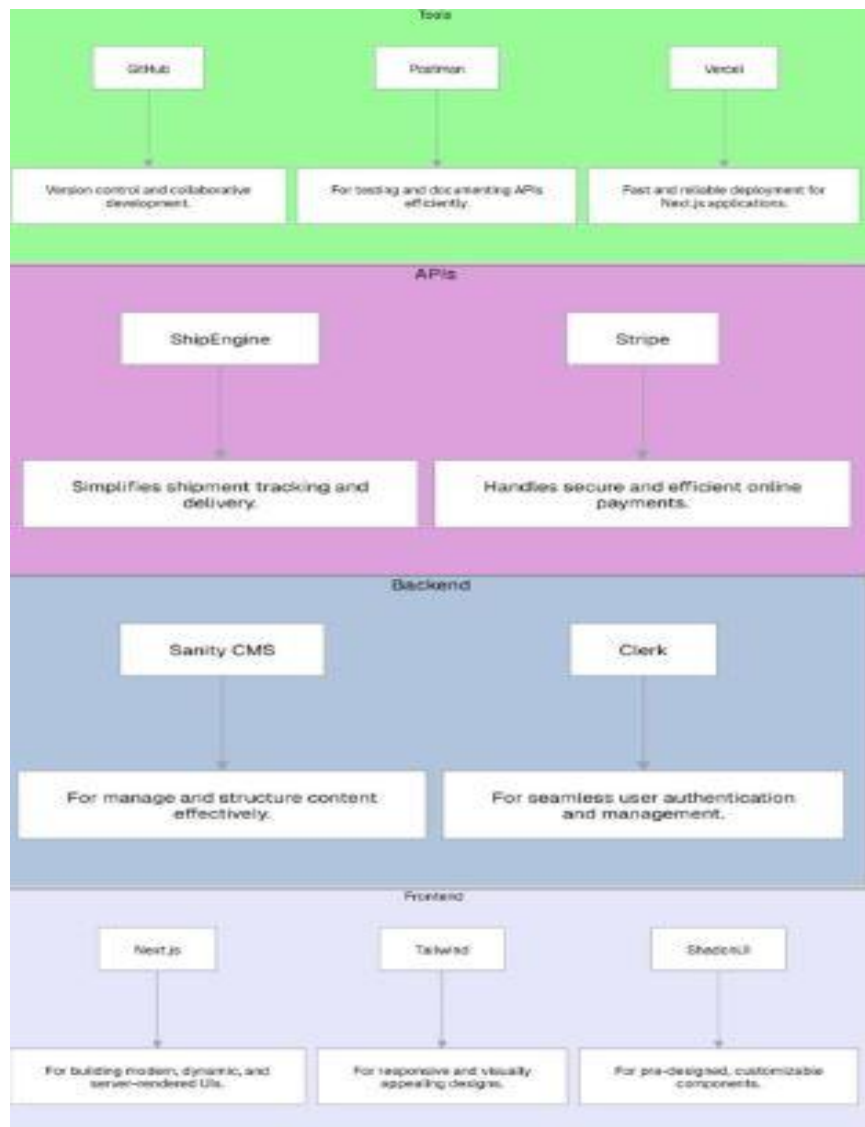 Tools
GitHub
Postman
Vercel
Version control and collaborative
development.
For testing and documenting APIs
efficiently.
Fast and reliable deployment for
Next.js applications.
APIs
ShipEngine
Stripe
Simplifies shipment tracking and
delivery.
Handles secure and efficient online
payments.
Backend
Sanity CMS
Clerk
For manage and structure content
effectively.
For seamless user authentication
and management.
Frontend
Next.js
Tailwind
ShadcnUI
For building modern, dynamic, and
server-rendered UIs.
For responsive and visually
appealing designs.
For pre-designed, customizable
components.